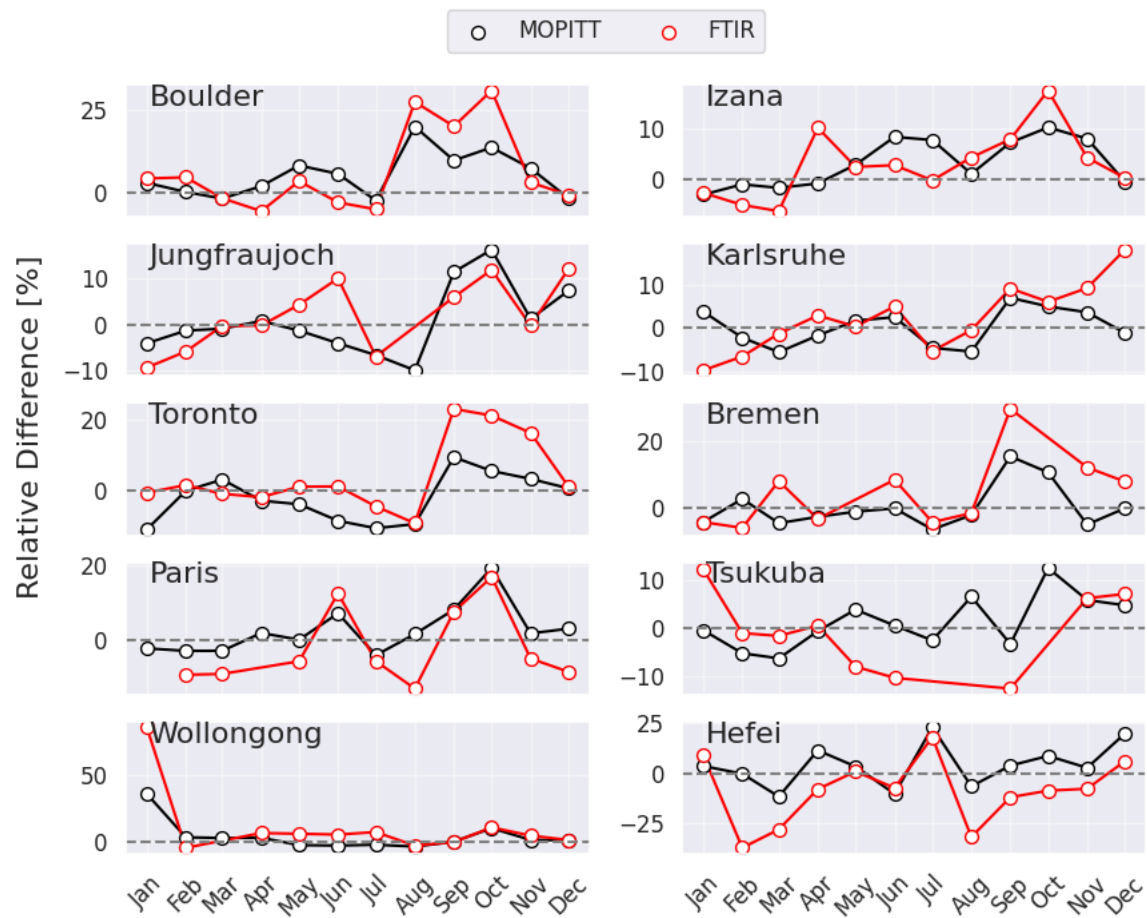 MOPITT FTIR
Relative Difference [%]
Boulder
25
0
Izana
10
0
Jungfraujoch
10
0
−10
Karlsruhe
10
0
−10
Toronto
20
0
Bremen
20
0
Paris
20
0
Tsukuba
10
0
−10
Wollongong
50
0
Hefei
25
0
−25
Jan Feb Mar Apr May Jun Jul Aug Sep Oct Nov Dec
Jan Feb Mar Apr May Jun Jul Aug Sep Oct Nov Dec